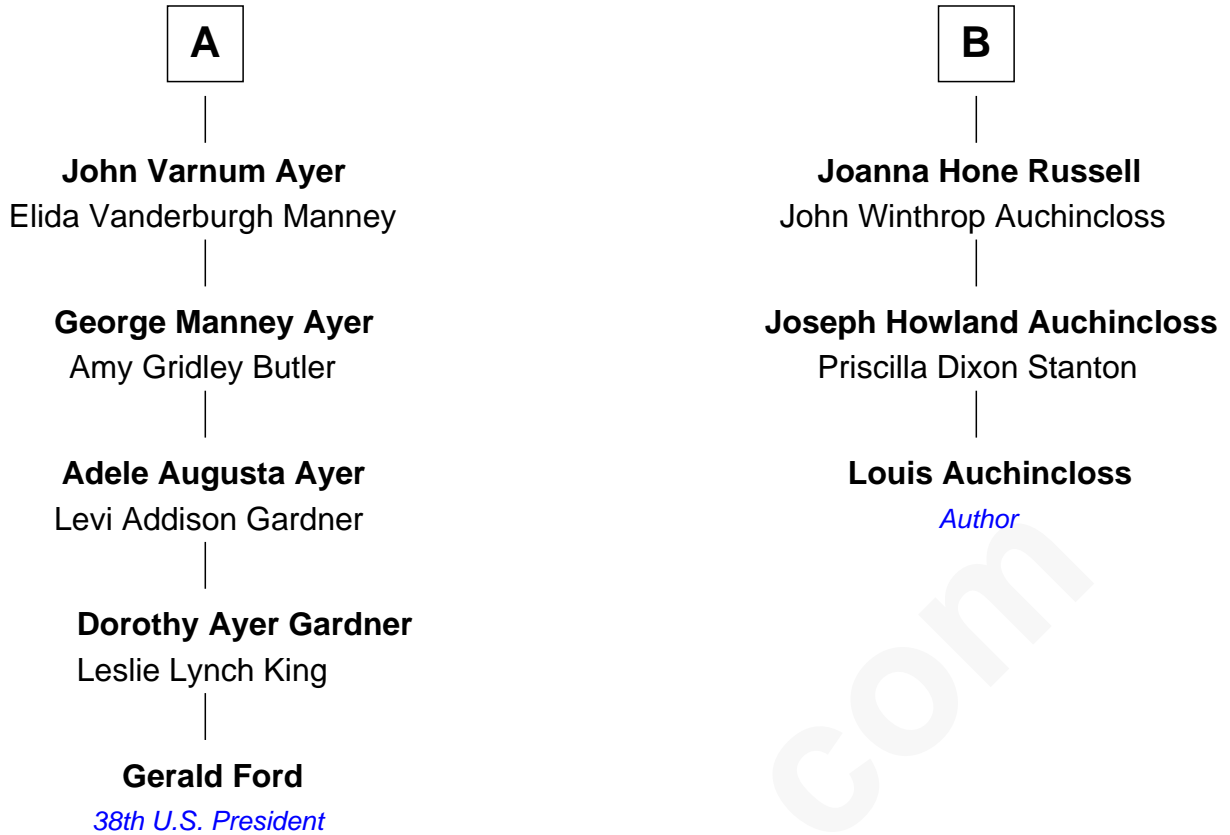 A
John Varnum Ayer
Elida Vanderburgh Manney
George Manney Ayer
Amy Gridley Butler
Adele Augusta Ayer
Levi Addison Gardner
Dorothy Ayer Gardner
Leslie Lynch King
Gerald Ford
38th U.S. President
B
Joanna Hone Russell
John Winthrop Auchincloss
Joseph Howland Auchincloss
Priscilla Dixon Stanton
Louis Auchincloss
Author
com